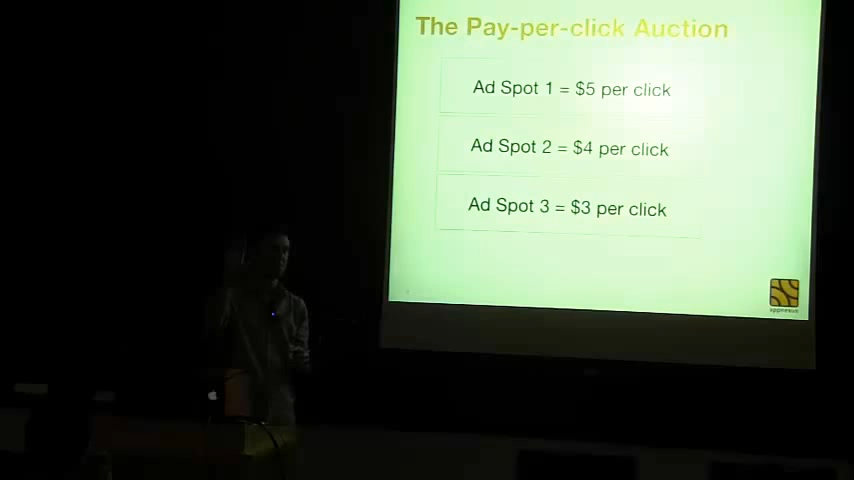 The Pay-per-click Auction
Ad Spot 1 = $5 per click
Ad Spot 2 = $4 per click
Ad Spot 3 = $3 per click
appnexus